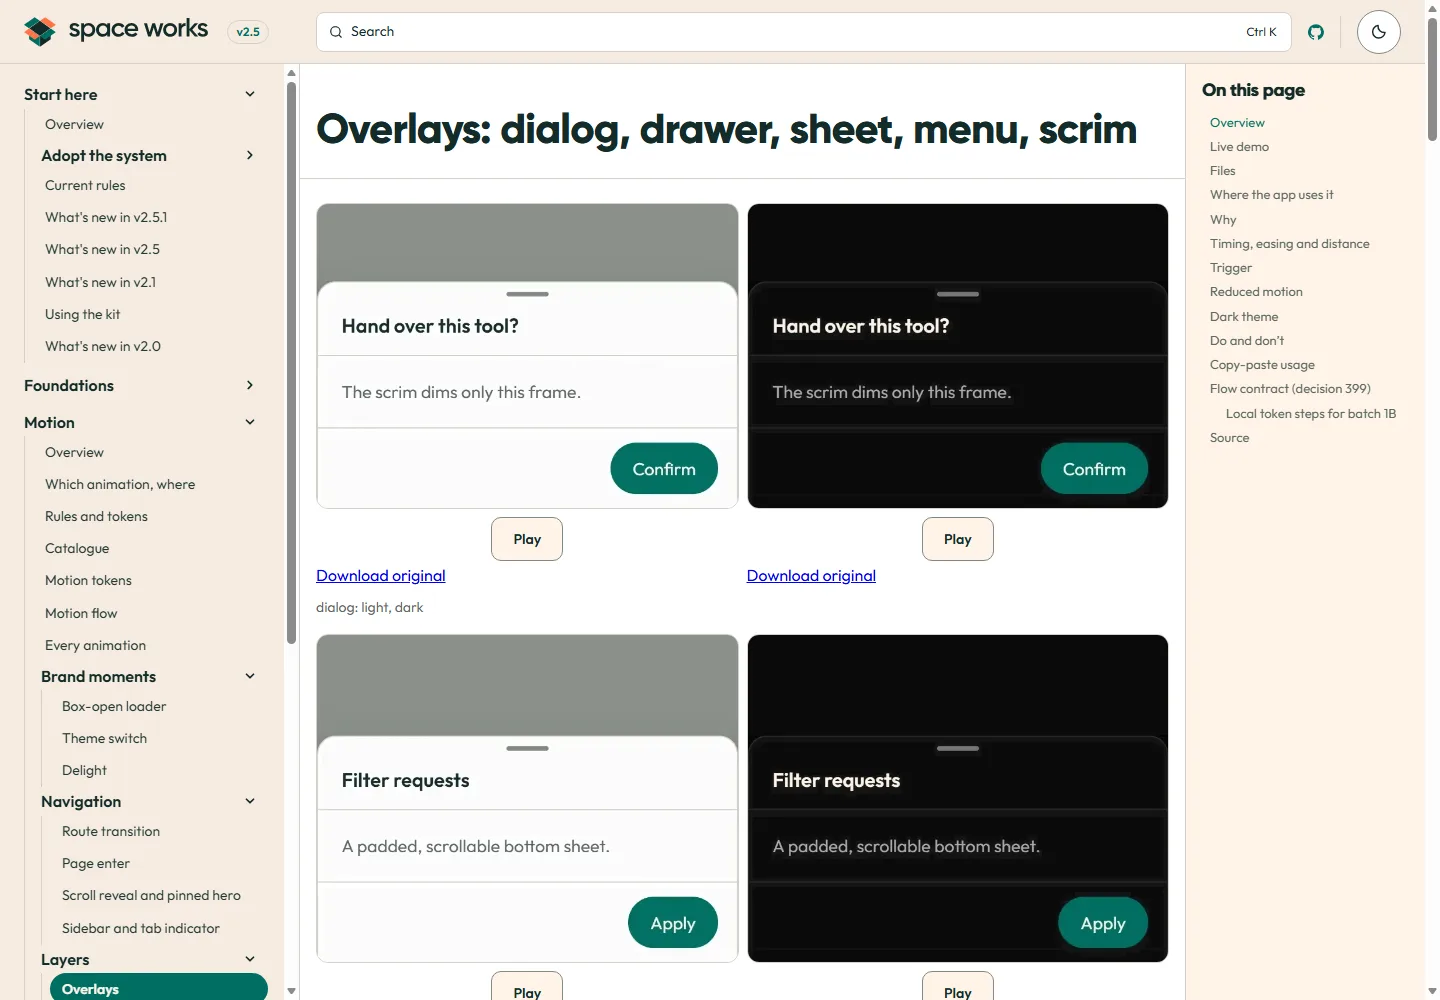 space works
v2.5
Search
Ctrl K
Start here
Overview
Adopt the system
Current rules
What's new in v2.5.1
What's new in v2.5
What's new in v2.1
Using the kit
What's new in v2.0
Foundations
Motion
Overview
Which animation, where
Rules and tokens
Catalogue
Motion tokens
Motion flow
Every animation
Brand moments
Box-open loader
Theme switch
Delight
Navigation
Route transition
Page enter
Scroll reveal and pinned hero
Sidebar and tab indicator
Layers
Overlays
Overlays: dialog, drawer, sheet, menu, scrim
Hand over this tool?
The scrim dims only this frame.
Confirm
Play
Download original
Hand over this tool?
The scrim dims only this frame.
Confirm
Play
Download original
dialog: light, dark
Filter requests
A padded, scrollable bottom sheet.
Apply
Play
Filter requests
A padded, scrollable bottom sheet.
Apply
Play
On this page
Overview
Live demo
Files
Where the app uses it
Why
Timing, easing and distance
Trigger
Reduced motion
Dark theme
Do and don't
Copy-paste usage
Flow contract (decision 399)
Local token steps for batch 1B
Source